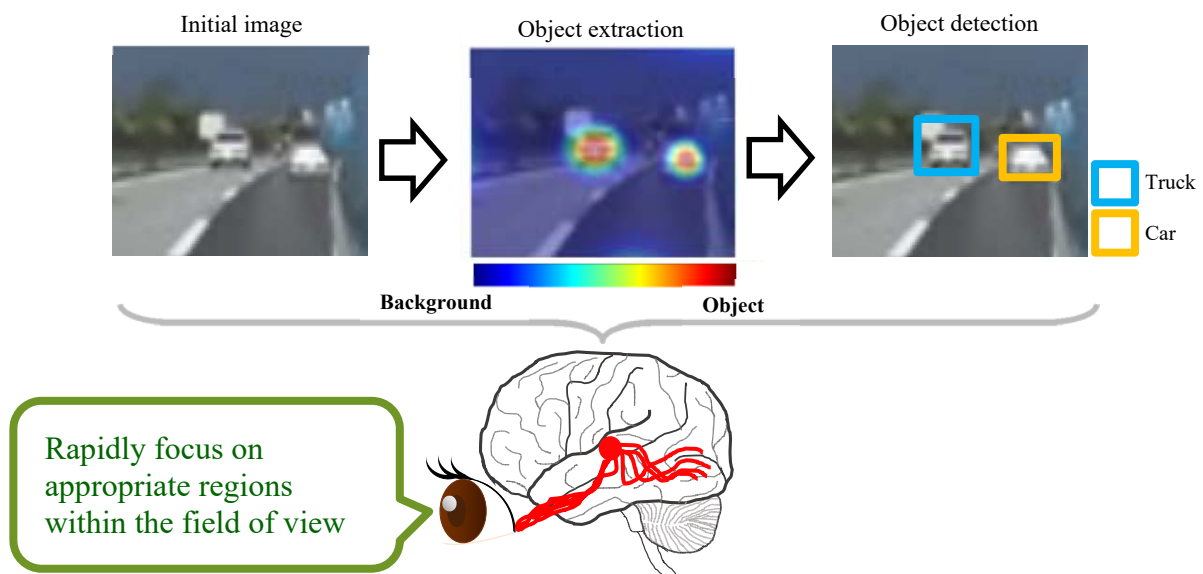 Initial image
Object extraction
Object detection
Truck
Car
Background
Object
Rapidly focus on
appropriate regions
within the field of view